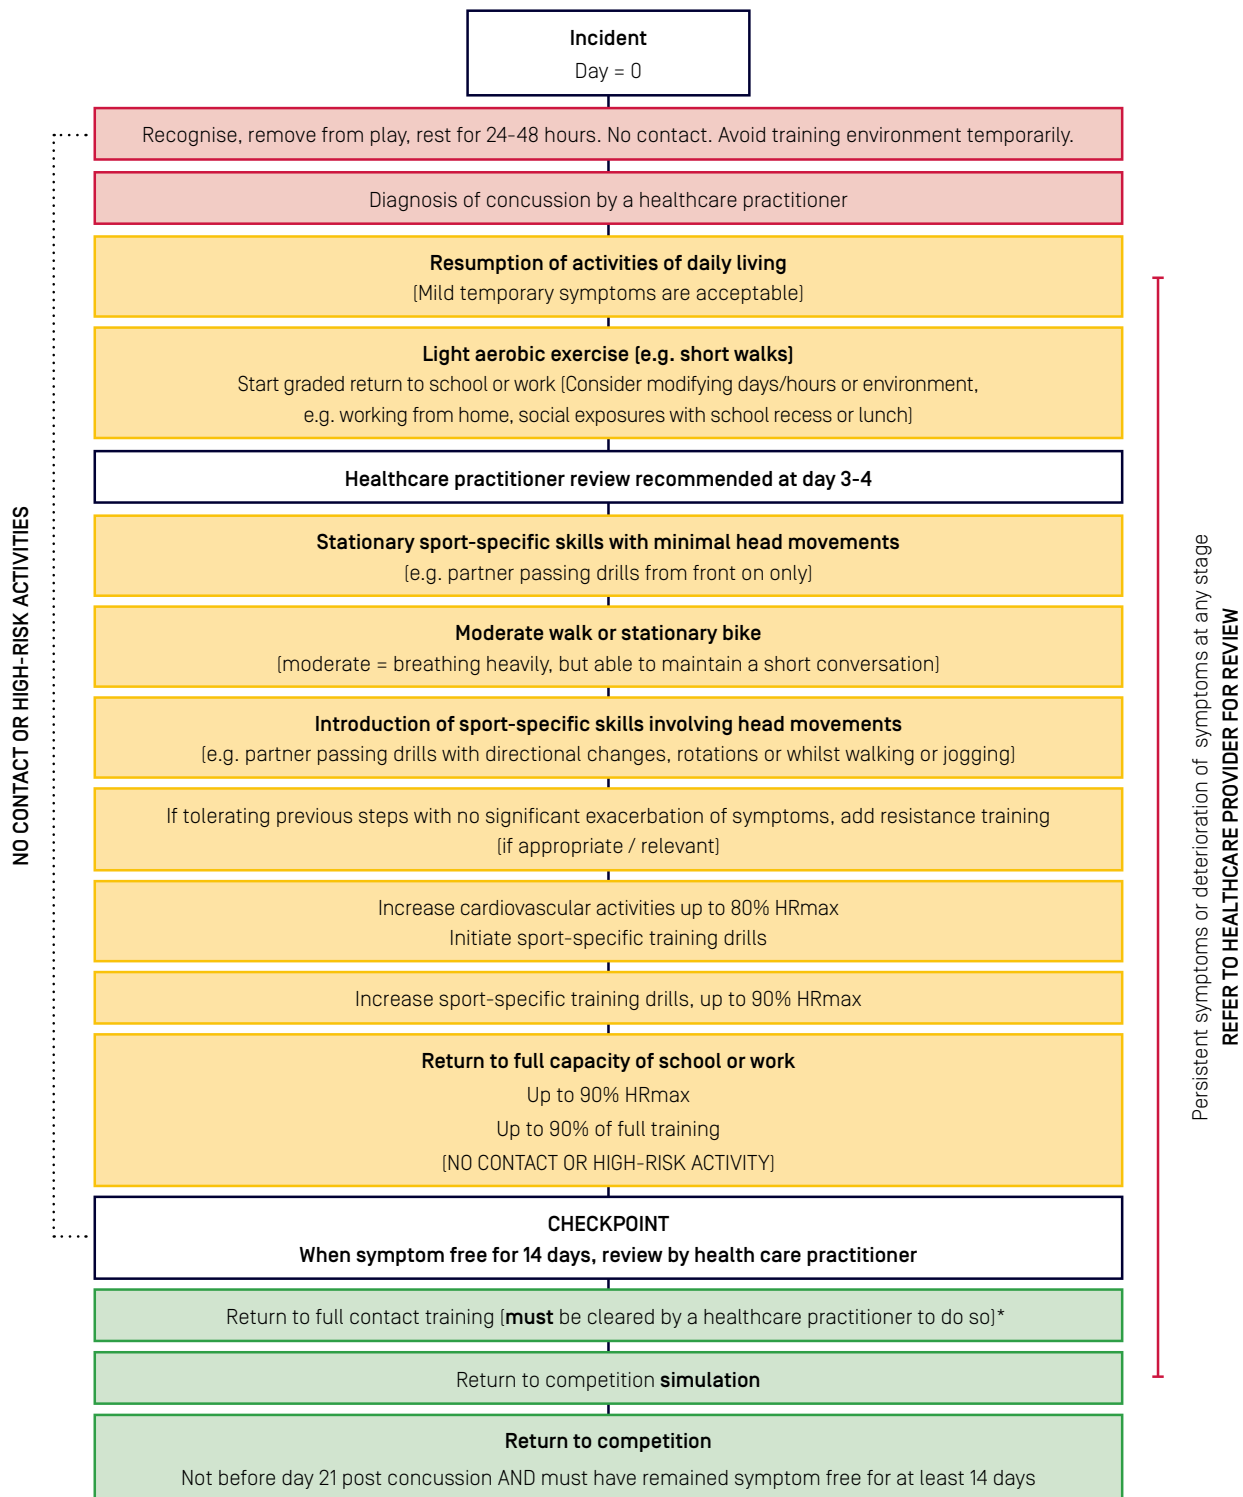 Incident
Day = 0
Recognise, remove from play, rest for 24-48 hours. No contact. Avoid training environment temporarily.
Diagnosis of concussion by a healthcare practitioner
Resumption of activities of daily living
(Mild temporary symptoms are acceptable)
Light aerobic exercise (e.g. short walks)
Start graded return to school or work (Consider modifying days/hours or environment,
e.g. working from home, social exposures with school recess or lunch)
Healthcare practitioner review recommended at day 3-4
Stationary sport-specific skills with minimal head movements
(e.g. partner passing drills from front on only)
Moderate walk or stationary bike
(moderate = breathing heavily, but able to maintain a short conversation)
Introduction of sport-specific skills involving head movements
(e.g. partner passing drills with directional changes, rotations or whilst walking or jogging)
If tolerating previous steps with no significant exacerbation of symptoms, add resistance training
(if appropriate / relevant)
Increase cardiovascular activities up to 80% HRmax
Initiate sport-specific training drills
Increase sport-specific training drills, up to 90% HRmax
Return to full capacity of school or work
Up to 90% HRmax
Up to 90% of full training
(NO CONTACT OR HIGH-RISK ACTIVITY)
CHECKPOINT
When symptom free for 14 days, review by health care practitioner
Return to full contact training (must be cleared by a healthcare practitioner to do so)*
Return to competition simulation
Return to competition
Not before day 21 post concussion AND must have remained symptom free for at least 14 days
NO CONTACT OR HIGH-RISK ACTIVITIES
Persistent symptoms or deterioration of symptoms at any stage
REFER TO HEALTHCARE PROVIDER FOR REVIEW